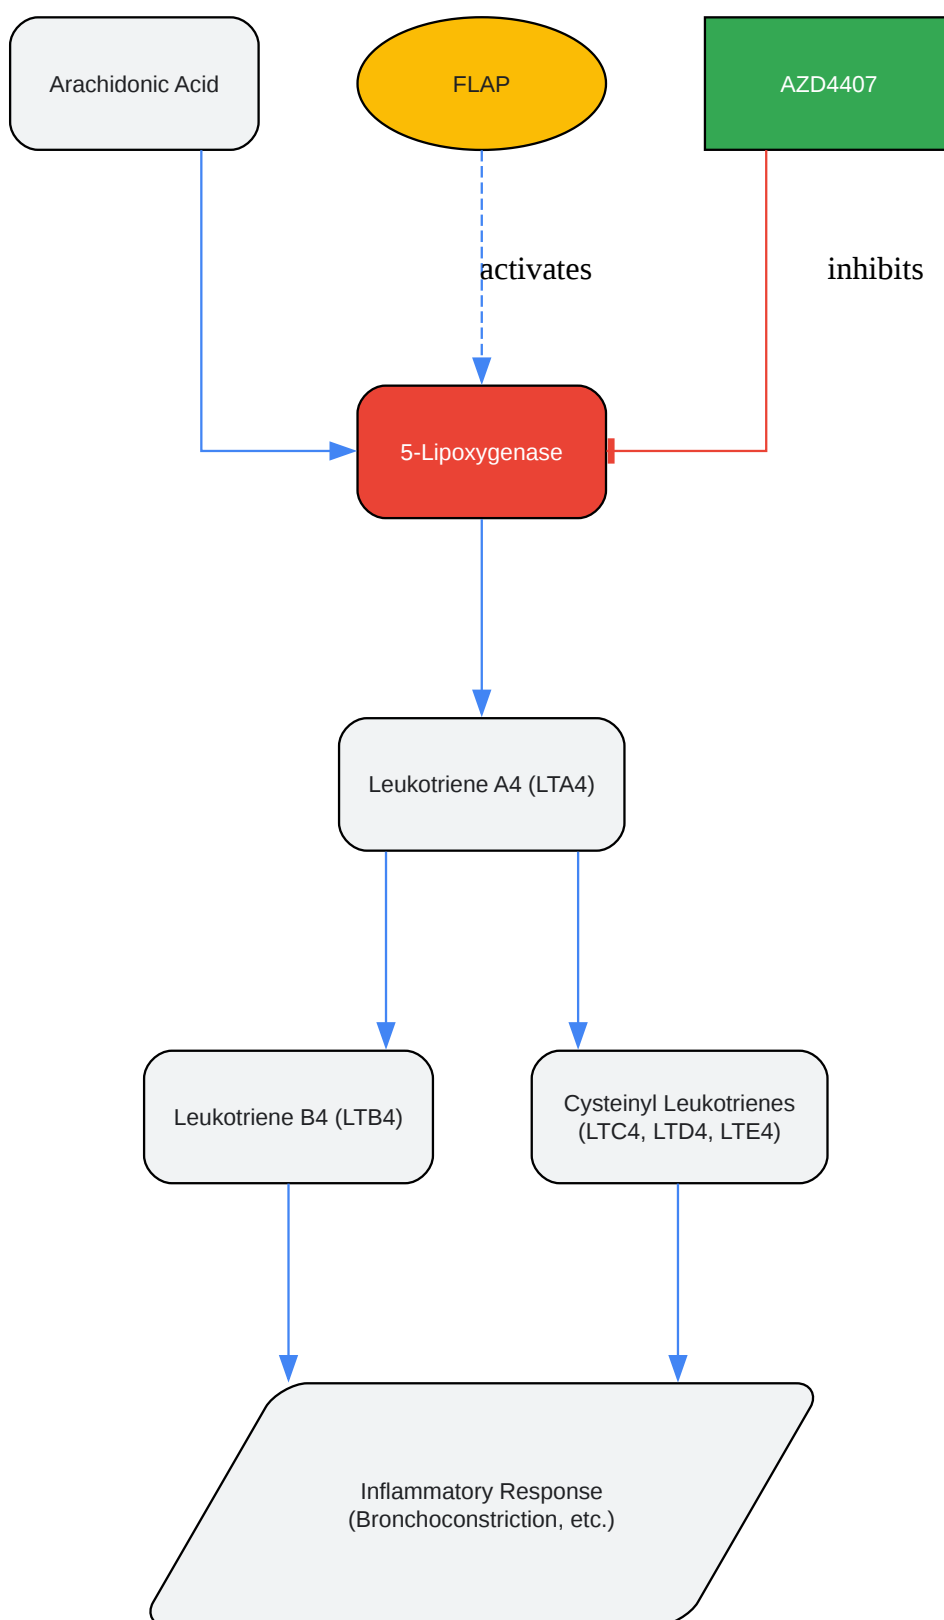 Arachidonic Acid
FLAP
AZD4407
activates
inhibits
5-Lipoxygenase
Leukotriene A4 (LTA4)
Leukotriene B4 (LTB4)
Cysteinyl Leukotrienes
(LTC4, LTD4, LTE4)
Inflammatory Response
(Bronchoconstriction, etc.)